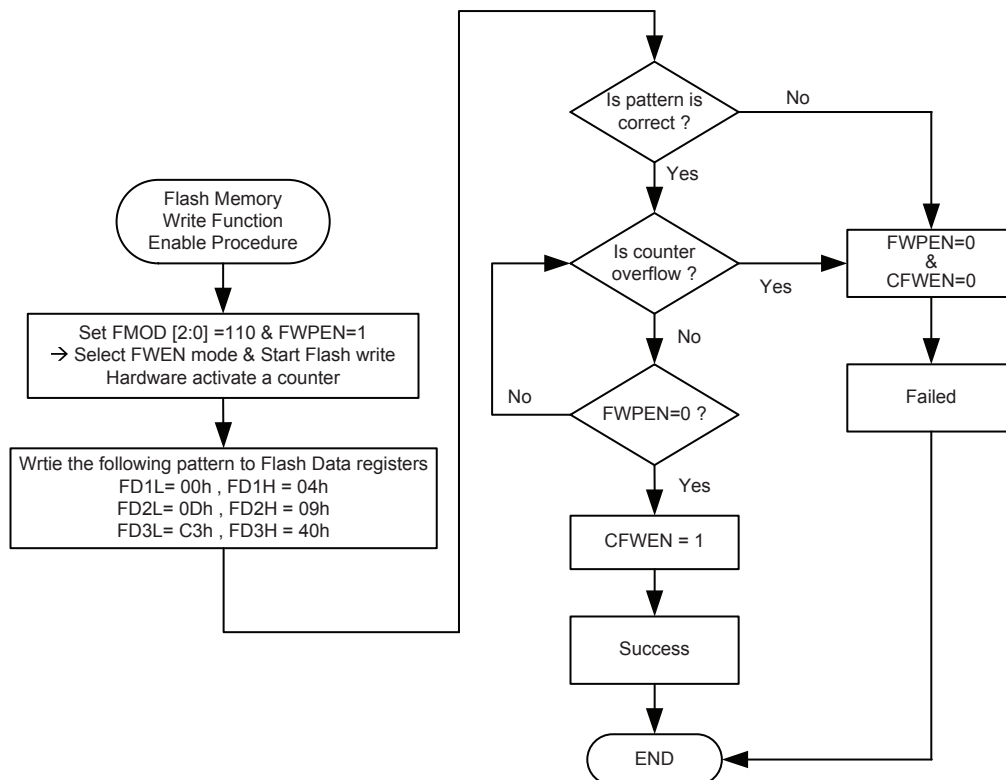 Flash Memory
Write Function
Enable Procedure
Set FMOD [2:0] =110 & FWPEN=1
→ Select FWEN mode & Start Flash write
Hardware activate a counter
Wrtie the following pattern to Flash Data registers
FD1L= 00h , FD1H = 04h
FD2L= 0Dh , FD2H = 09h
FD3L= C3h , FD3H = 40h
Is pattern is
correct ?
No
Yes
Is counter
overflow ?
Yes
FWPEN=0
&
CFWEN=0
No
No
FWPEN=0 ?
Failed
Yes
CFWEN = 1
Success
END